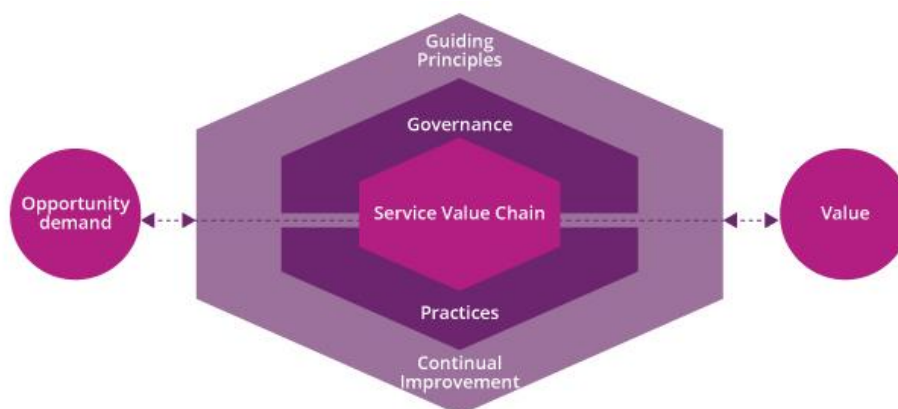 Guiding
Principles
Governance
Opportunity
demand
Service Value Chain
Value
Practices
Continual
Improvement